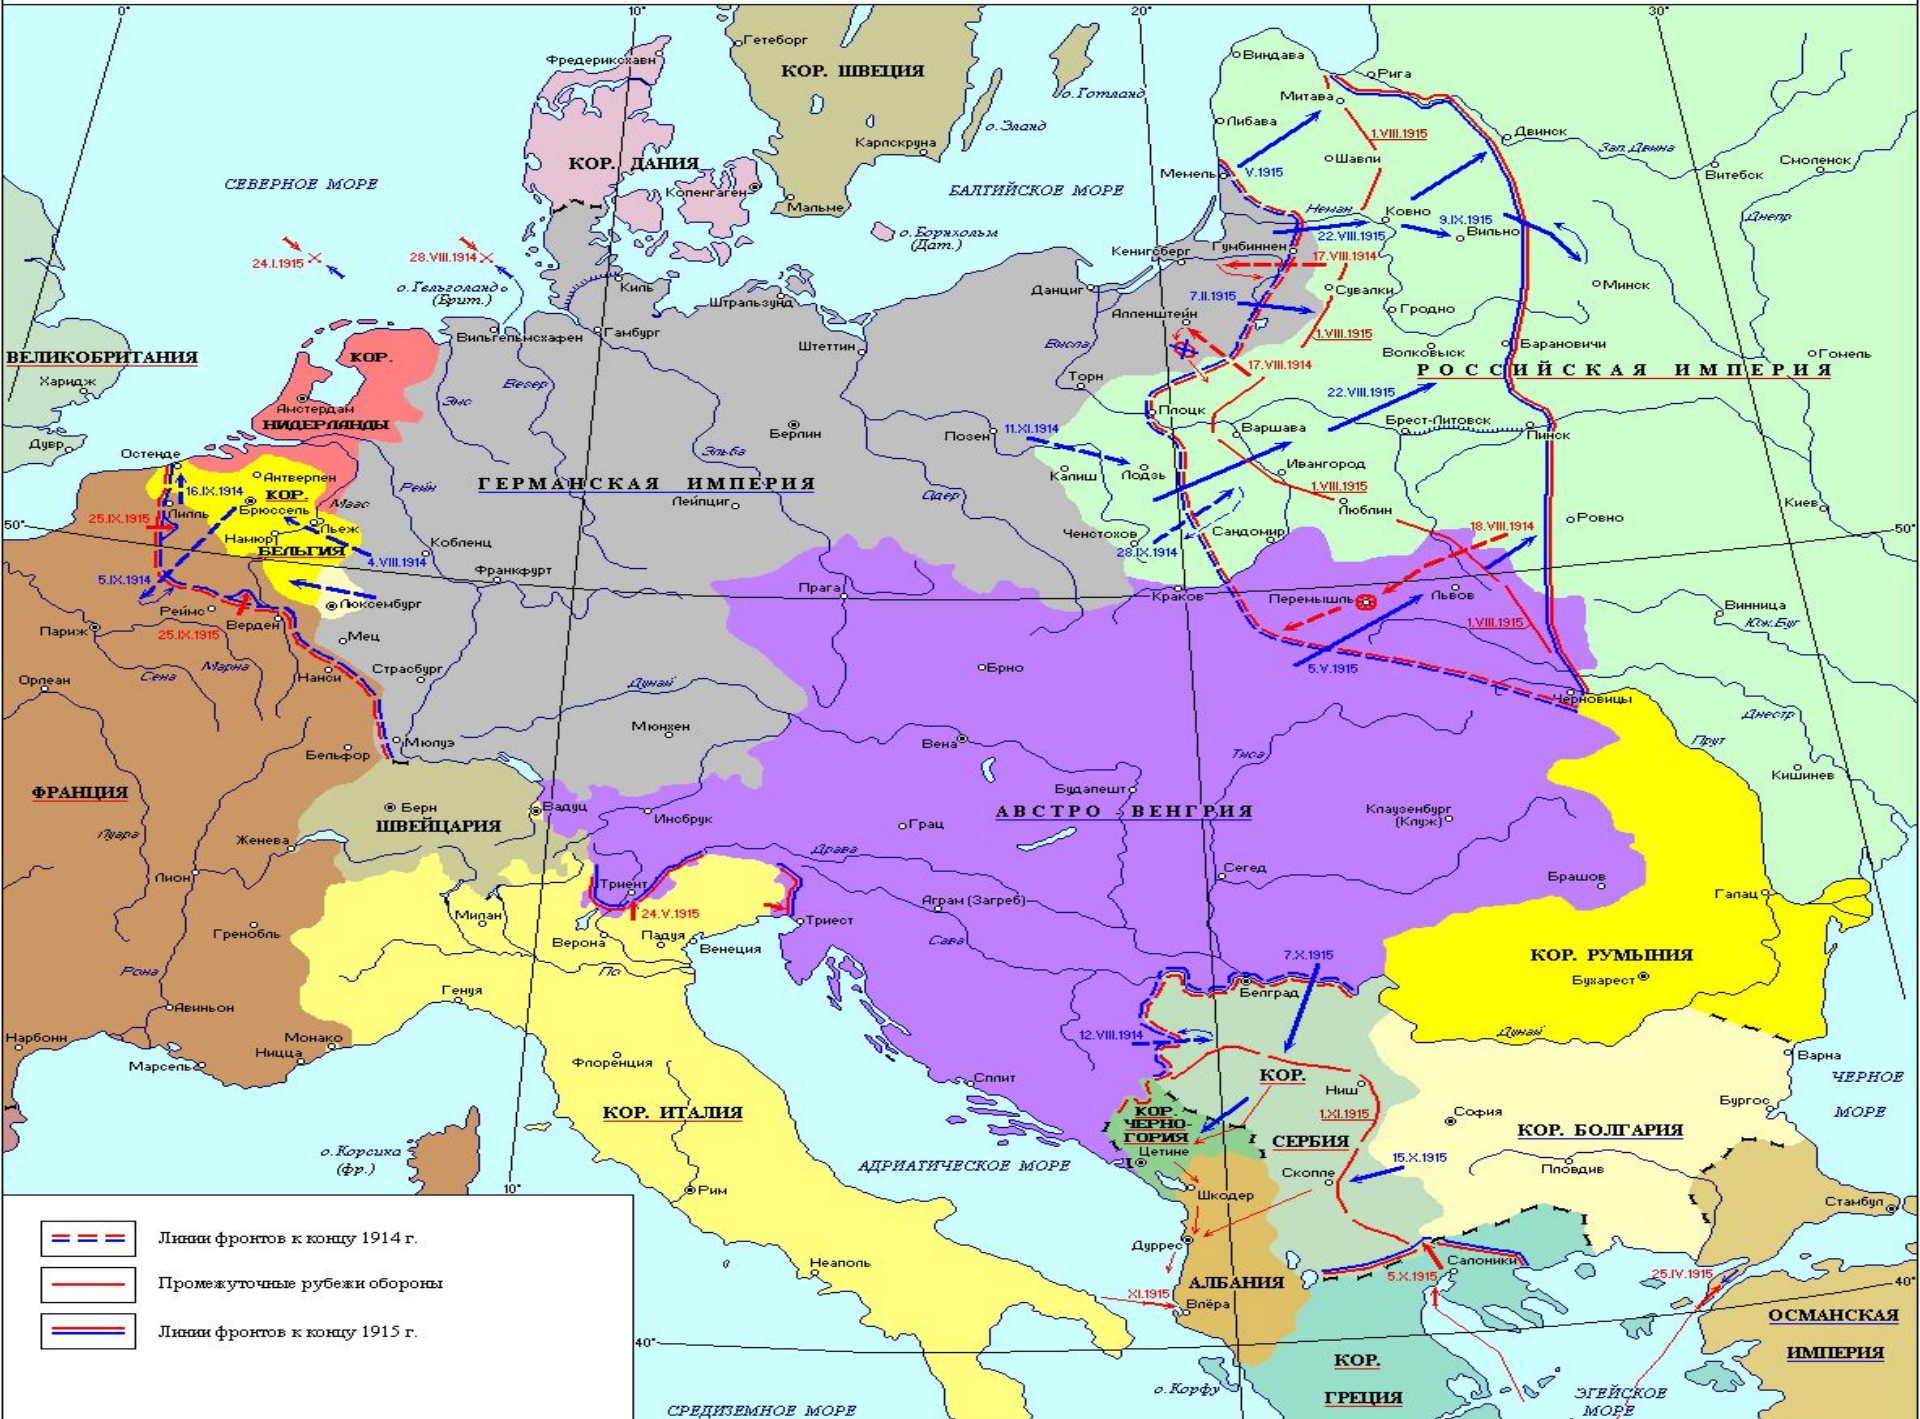 0°
10°
20°
30°
Гетеборг
Фредериксхавн
КОР. ШВЕЦИЯ
Виндава
Рига
о.Готланд
Митава
о.Эланд
Либава
1.VIII.1915
Двинск
Карлскруна
Зап.Двина
КОР. ДАНИЯ
Шавли
Смоленск
Мемель
V.1915
Витебск
СЕВЕРНОЕ МОРЕ
Копенгаген
БАЛТИЙСКОЕ МОРЕ
Мальме
Неман
Ковно
9.IX.1915
Днепр
Вильно
22.VIII.1915
о.Борнхольм
(Дат.)
Гумбиннен
Кенигсберг
24.I.1915
28.VIII.1914
17.VIII.1914
о.Гельголанд
(Брит.)
Киль
Данциг
Сувалки
Минск
Штральзунд
7.II.1915
Гродно
Алленштейн
Вильгельмсхафен
Гамбург
1.VIII.1915
Штеттин
Висла
Волковыск
Барановичи
Гомель
ВЕЛИКОБРИТАНИЯ
КОР.
17.VIII.1914
РОССИЙСКАЯ ИМПЕРИЯ
Харидж
Везер
Торн
22.VIII.1915
Эмс
Амстердам
Плоцк
НИДЕРЛАНДЫ
Берлин
Варшава
Брест-Литовск
Позен
11.XI.1914
Пинск
Дувр
Остенде
Эльба
Ивангород
Антверпен
Калиш
Лодзь
16.IX.1914
КОР.
Рейн
ГЕРМАНСКАЯ ИМПЕРИЯ
1.VIII.1915
Одер
Лилль
Брюссель
Маас
Лейпциг
Люблин
Киев
25.IX.1915
Льеж
Ровно
50°
50°
Намюр
18.VIII.1914
БЕЛЬГИЯ
Кобленц
Ченстохов
Сандомир
28.IX.1914
4.VIII.1914
5.IX.1914
Франкфурт
Прага
Краков
Перемышль
Львов
Люксембург
Реймс
Винница
Верден
Юж.Буг
1.VIII.1915
Париж
25.IX.1915
Мец
Марна
Страсбург
Брно
5.V.1915
Сена
Нанси
Орлеан
Дунай
Черновицы
Мюнхен
Днестр
Мюлуз
Вена
Прут
Бельфор
Тиса
Кишинев
ФРАНЦИЯ
Будапешт
Берн
Вадуц
АВСТРО - ВЕНГРИЯ
Клаузенбург
(Клуж)
ШВЕЙЦАРИЯ
Инсбрук
Грац
Луара
Женева
Драва
Лион
Триент
Сегед
Брашов
Галац
Аграм (Загреб)
Милан
24.V.1915
Триест
Гренобль
Верона
Падуя
Венеция
Сава
7.X.1915
КОР. РУМЫНИЯ
Рона
По
Бухарест
Генуя
Белград
Авиньон
12.VIII.1914
Дунай
Нарбонн
Монако
Ницца
Варна
Марсель
Флоренция
Сплит
КОР.
ЧЕРНОЕ
МОРЕ
Ниш
КОР. ИТАЛИЯ
Бургос
КОР.
ЧЕРНО-
ГОРИЯ
1.XI.1915
София
КОР. БОЛГАРИЯ
СЕРБИЯ
о.Корсика
(фр.)
АДРИАТИЧЕСКОЕ МОРЕ
Цетине
15.X.1915
Пловдив
Скопле
10°
Рим
Шкодер
Стамбул
Линии фронтов к концу 1914 г.
Дуррес
Неаполь
Салоники
Промежуточные рубежи обороны
АЛБАНИЯ
5.X.1915
25.IV.1915
40°
XI.1915
Влёра
ОСМАНСКАЯ
ИМПЕРИЯ
Линии фронтов к концу 1915 г.
40°
КОР.
ГРЕЦИЯ
о.Корфу
ЭГЕЙСКОЕ
МОРЕ
СРЕДИЗЕМНОЕ МОРЕ